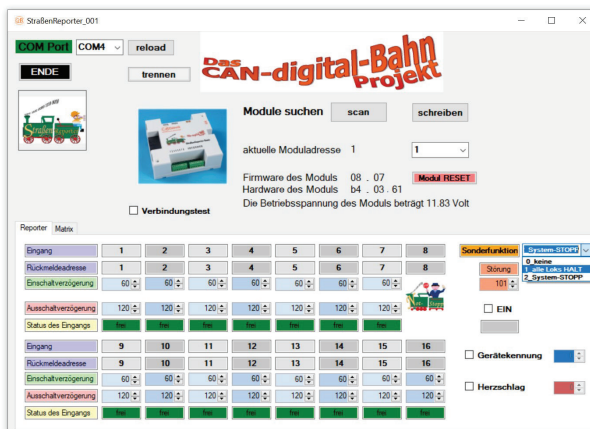 StraßenReporter_001
COM Port COM4 reload
ENDE trennen
Das
CAN-digital-Bahn
Projekt
StraßenReporter
Module suchen scan schreiben
aktuelle Moduladresse 1 1
Firmware des Moduls 08 . 07 Modul RESET
Hardware des Moduls b4 . 03 . 61
Die Betriebsspannung des Moduls beträgt 11.83 Volt
Verbindungstest
Reporter Matrix
Eingang 1 2 3 4 5 6 7 8 Sonderfunktion System-STOPP
0_keine
1_alle Loks HALT
2_System-STOPP
Rückmeldeadresse 1 2 3 4 5 6 7 8 Störung
Einschaltverzögerung 60 60 60 60 60 60 60 101
Ausschaltverzögerung 120 120 120 120 120 120 120 EIN
Status des Eingangs frei frei frei frei frei frei frei
Eingang 9 10 11 12 13 14 15 16
Rückmeldeadresse 9 10 11 12 13 14 15 16 Gerätekennung
Einschaltverzögerung 60 60 60 60 60 60 60 60
Ausschaltverzögerung 120 120 120 120 120 120 120 120 Herzschlag
Status des Eingangs frei frei frei frei frei frei frei frei